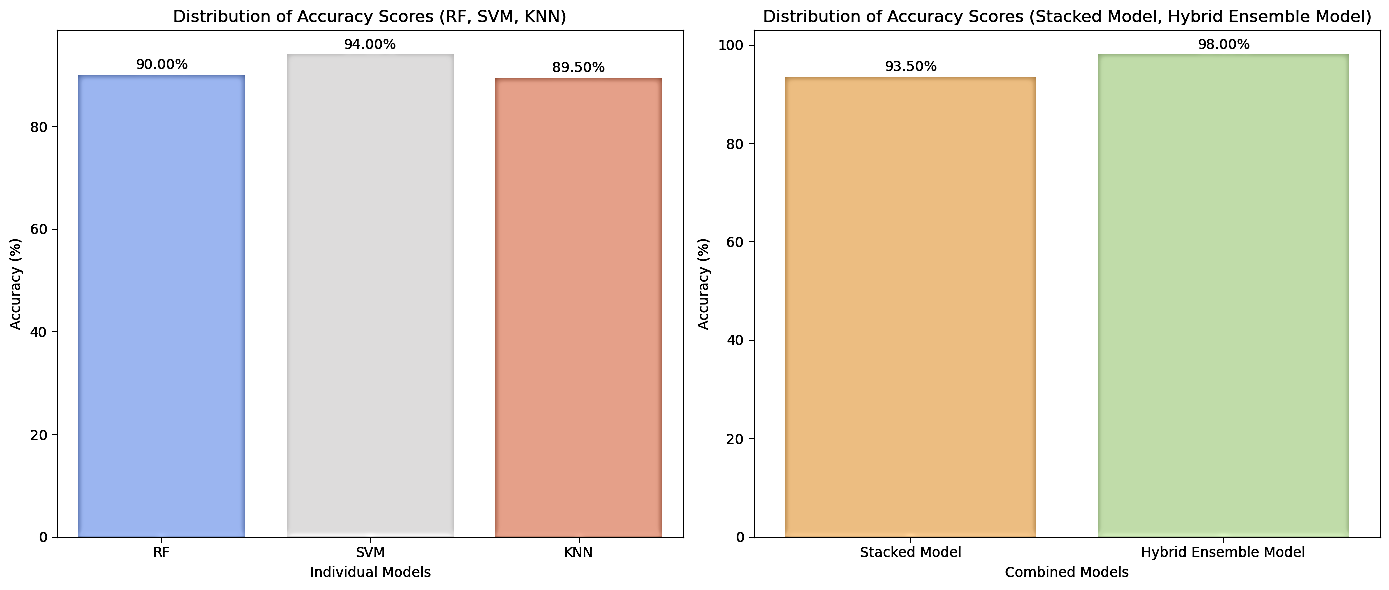 Distribution of Accuracy Scores (RF, SVM, KNN)
90.00%
94.00%
89.50%
80
60
40
20
0
Accuracy (%)
RF
SVM
KNN
Individual Models
Distribution of Accuracy Scores (Stacked Model, Hybrid Ensemble Model)
93.50%
98.00%
100
80
60
40
20
0
Accuracy (%)
Stacked Model
Hybrid Ensemble Model
Combined Models